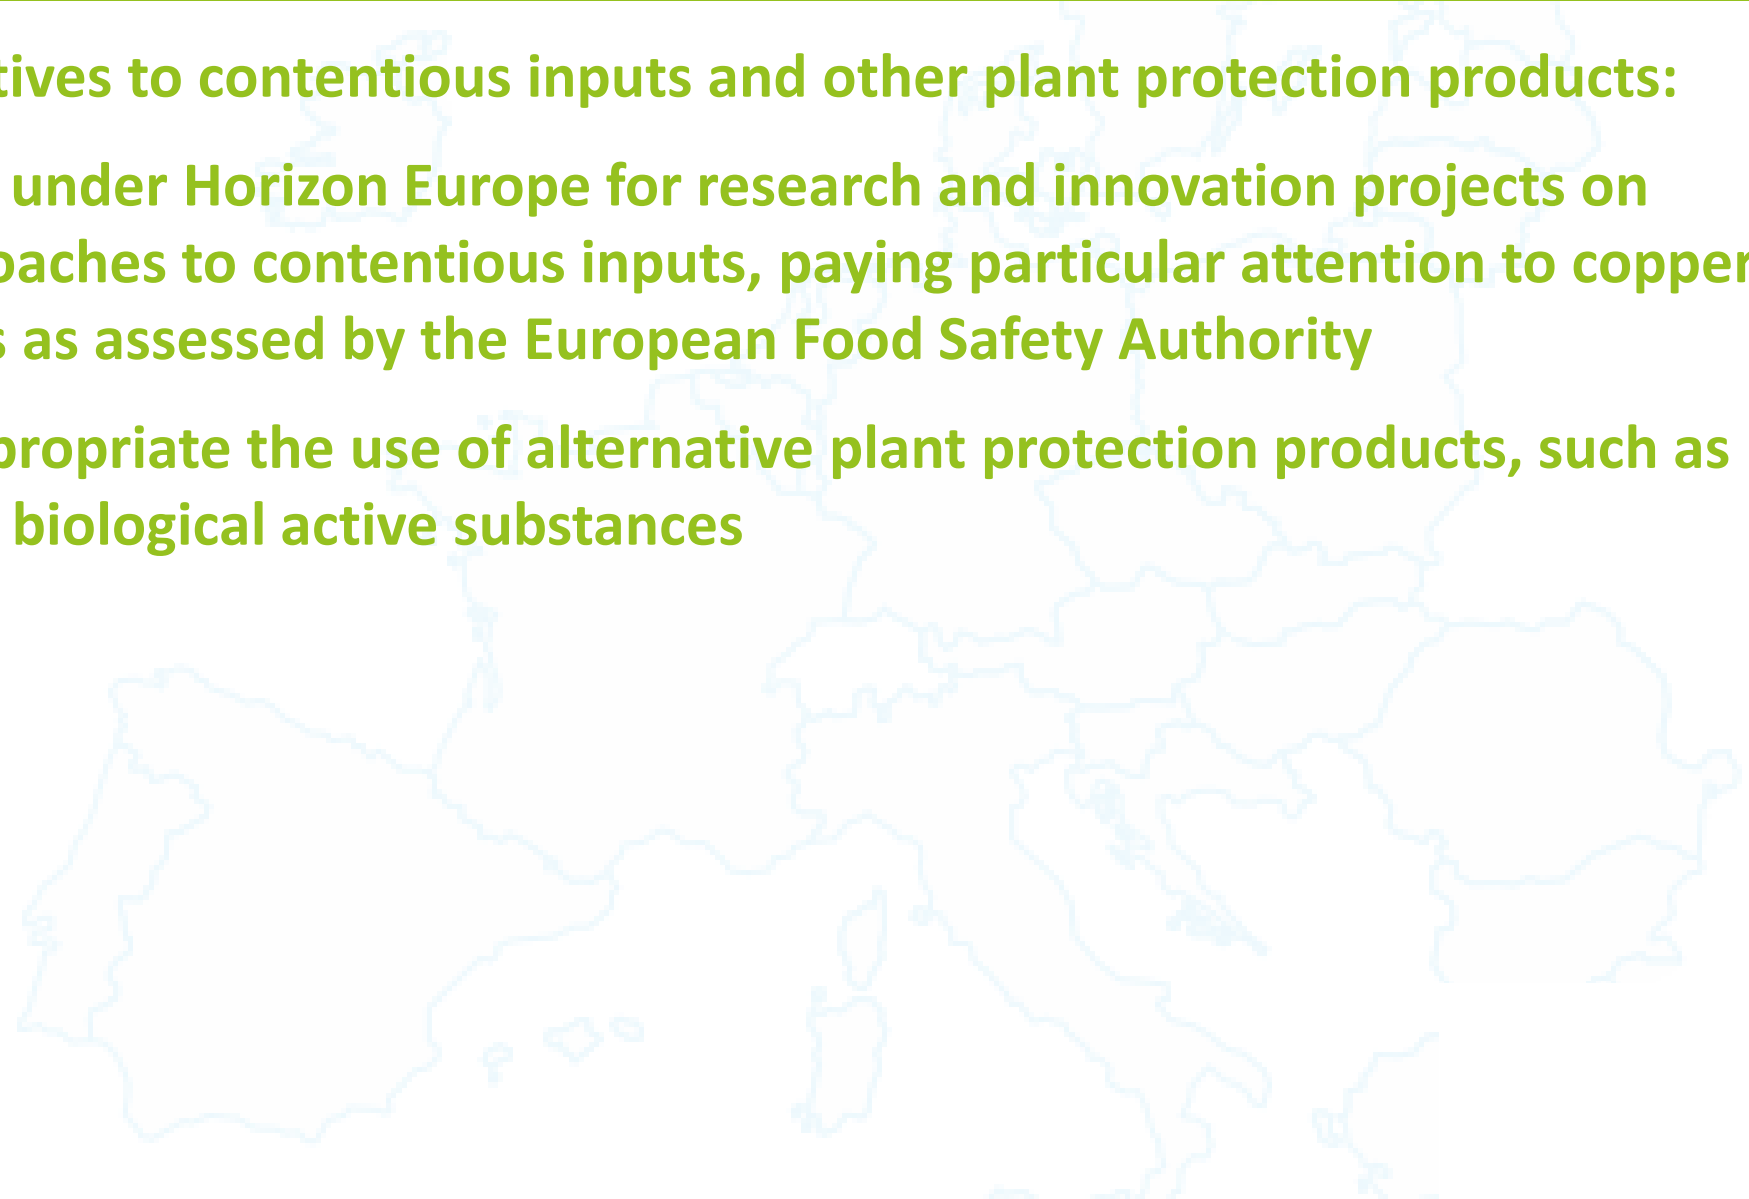 tives to contentious inputs and other plant protection products:
under Horizon Europe for research and innovation projects on
oaches to contentious inputs, paying particular attention to copper
s as assessed by the European Food Safety Authority
propriate the use of alternative plant protection products, such as
biological active substances